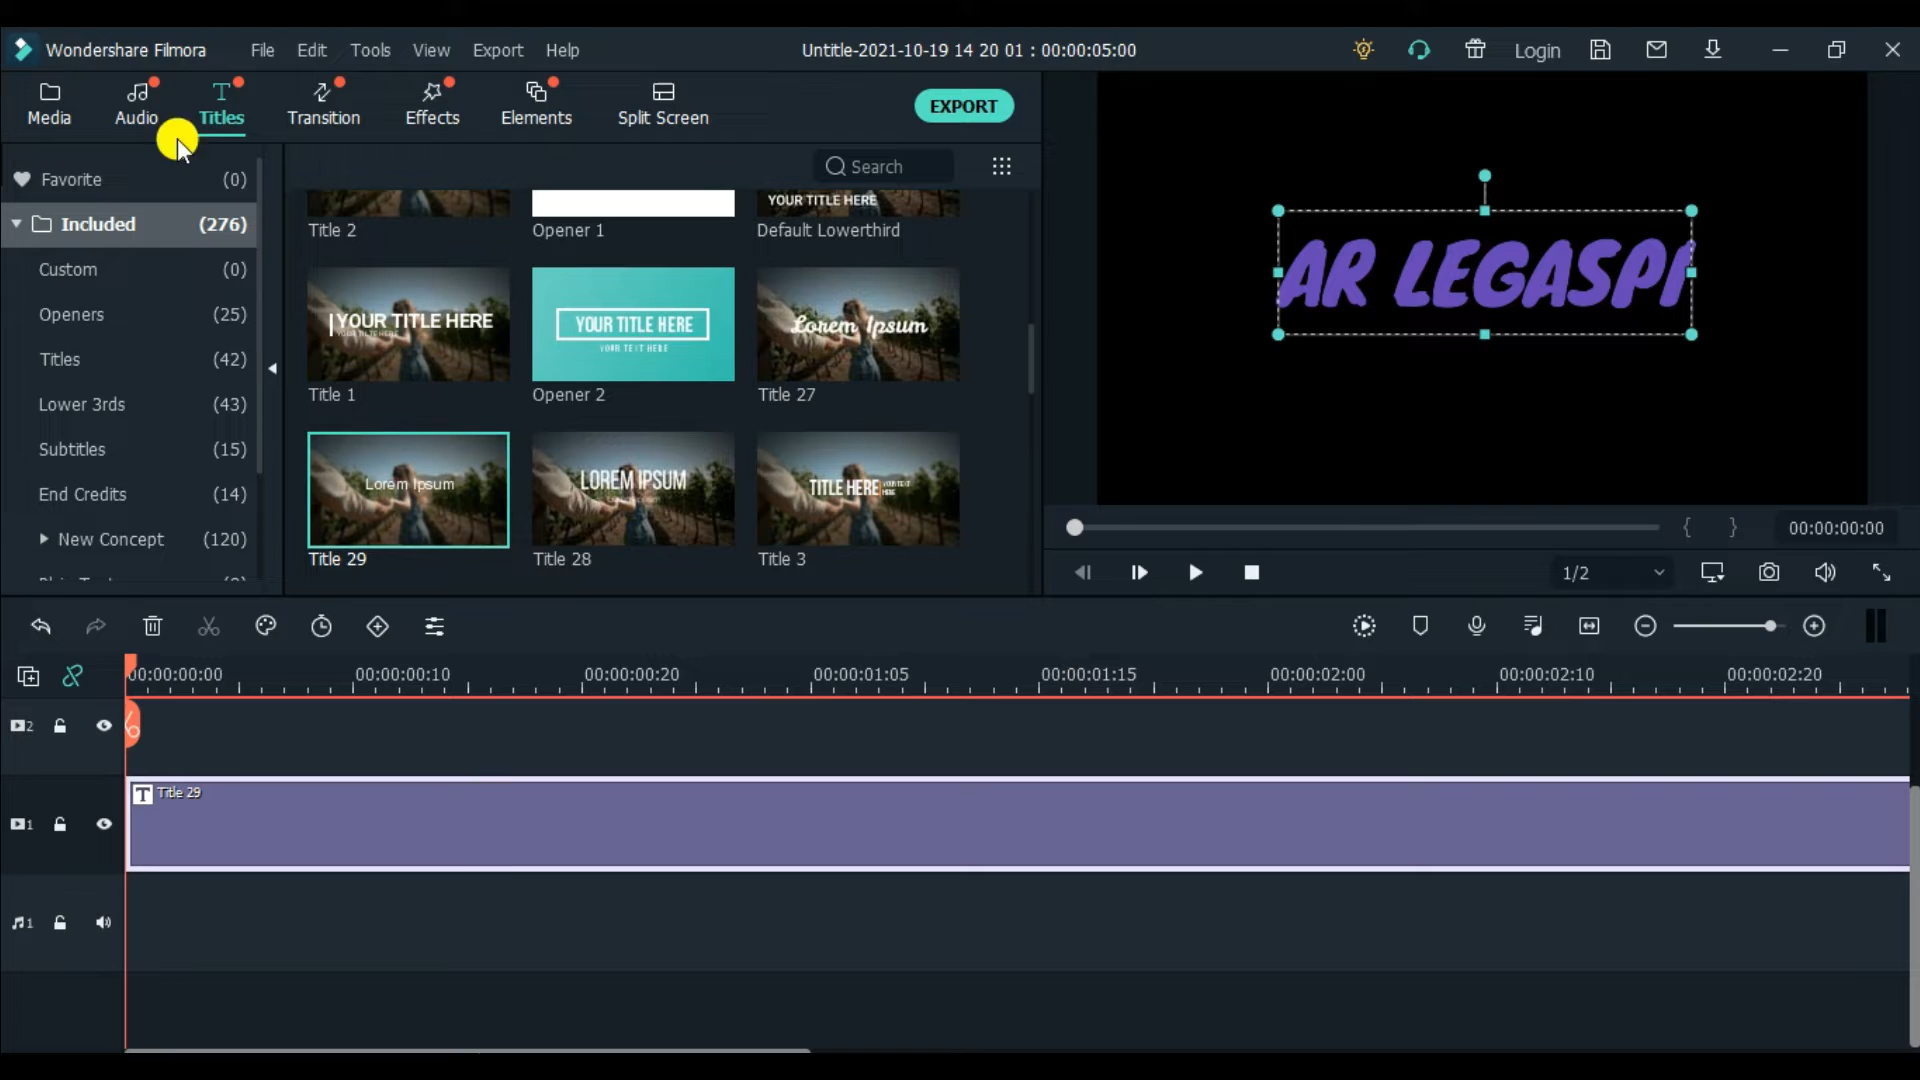 Wondershare Filmora File Edit Tools View Export Help Untitle-2021-10-19 14 20 01 : 00:00:05:00 Login
Media Audio Titles Transition Effects Elements Split Screen EXPORT
Search
Favorite (0)
Included (276)
Custom (0)
Openers (25)
Titles (42)
Lower 3rds (43)
Subtitles (15)
End Credits (14)
New Concept (120)
YOUR TITLE HERE
Title 2 Opener 1 Default Lowerthird
YOUR TITLE HERE
YOUR TITLE HERE
YOUR TEXT HERE
Lorem Ipsum
Title 1 Opener 2 Title 27
Lorem Ipsum
LOREM IPSUM
TITLE HERE
Title 29 Title 28 Title 3
AR LEGASPI
00:00:00:00
1/2
00:00:00:00 00:00:00:10 00:00:00:20 00:00:01:05 00:00:01:15 00:00:02:00 00:00:02:10 00:00:02:20
2
T Title 29
1
1